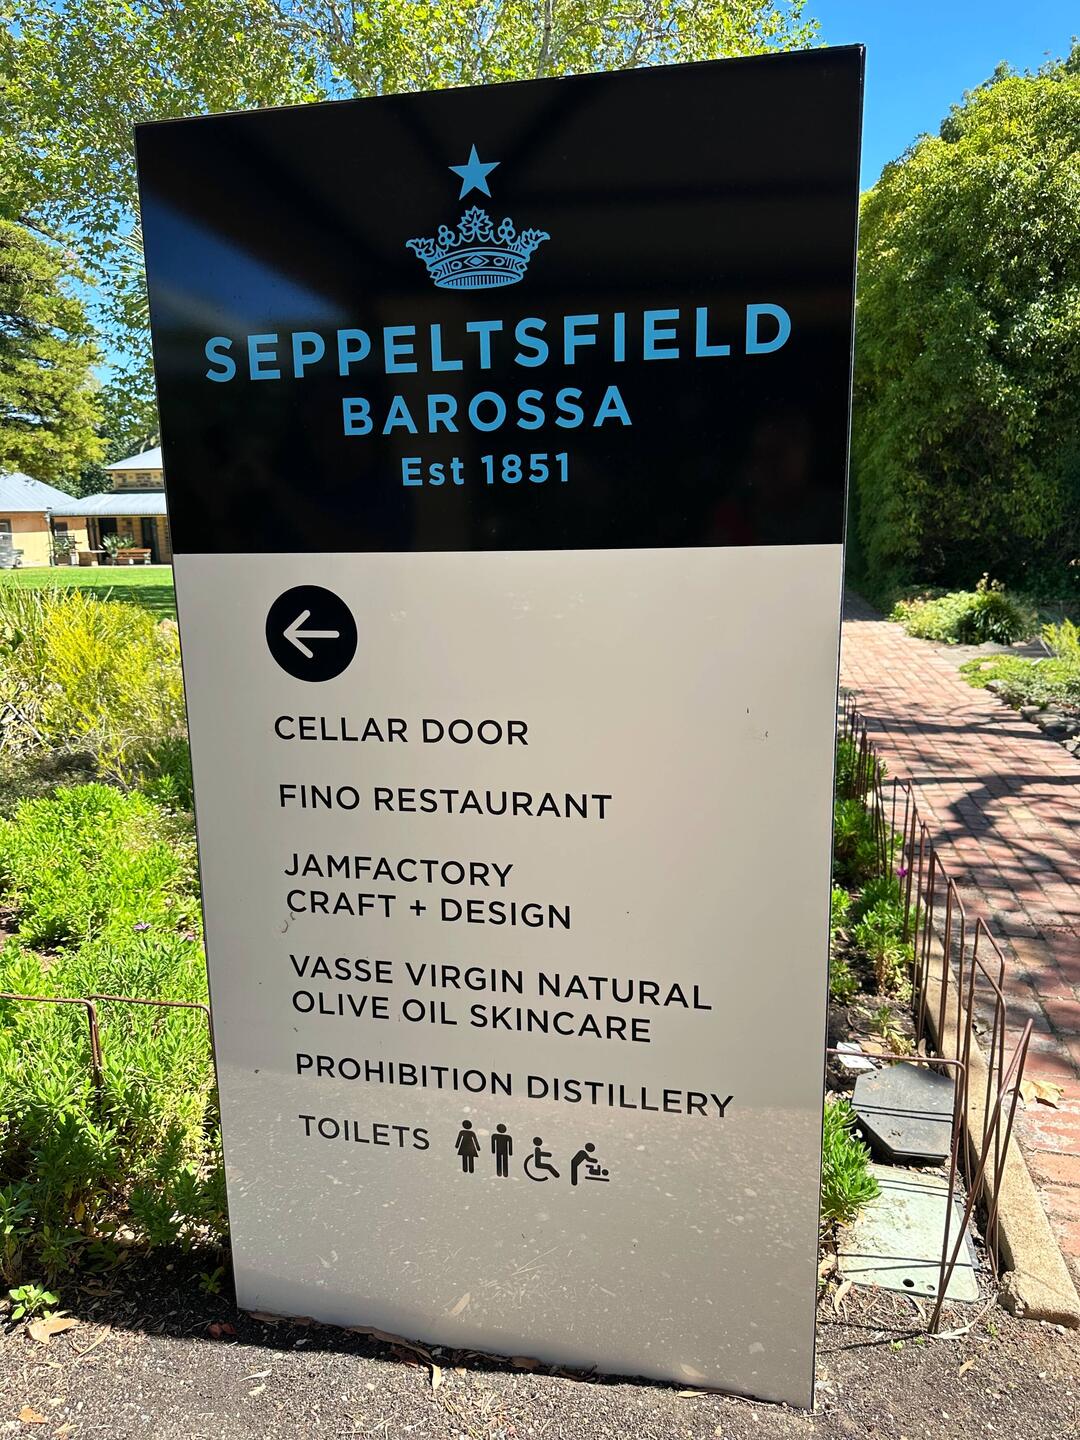 SEPPELTSFIELD
BAROSSA
Est 1851
CELLAR DOOR
FINO RESTAURANT
JAMFACTORY
CRAFT + DESIGN
VASSE VIRGIN NATURAL
OLIVE OIL SKINCARE
PROHIBITION DISTILLERY
TOILETS